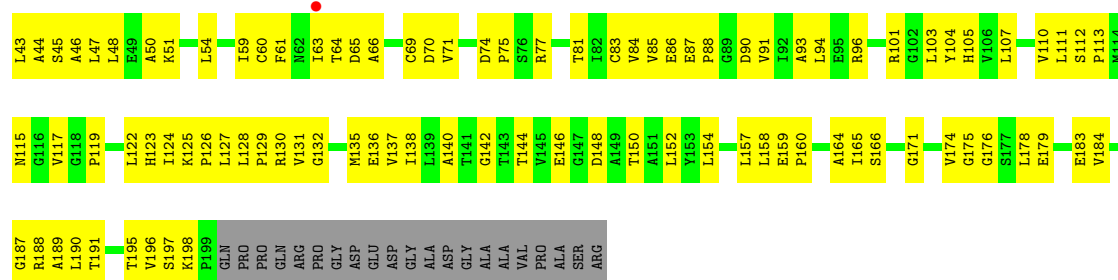 L43 A44 S45 A46 L47 L48 E49 A50 K51 L54 I59 C60 F61 N62 I63 T64 D65 A66 C69 D70 V71 D74 P75 S76 R77 T81 I82 C83 V84 V85 E86 E87 P88 G89 D90 V91 I92 A93 L94 E95 R96 R101 G102 L103 Y104 H105 V106 L107 V110 L111 S112 P113 M114
N115 G116 V117 G118 P119 L122 H123 I124 K125 P126 L127 L128 P129 R130 V131 G132 M135 E136 V137 I138 L139 A140 T141 G142 T143 T144 V145 E146 G147 D148 A149 T150 A151 L152 Y153 L154 L157 L158 E159 P160 A164 I165 S166 G171 V174 G175 G176 S177 L178 E179 E183 V184
G187 R188 A189 L190 T191 T195 V196 S197 K198 P199 GLN PRO PRO GLN ARG PRO GLY ASP GLU ASP GLY ALA ASP GLY ALA ALA VAL PRO ALA SER ARG